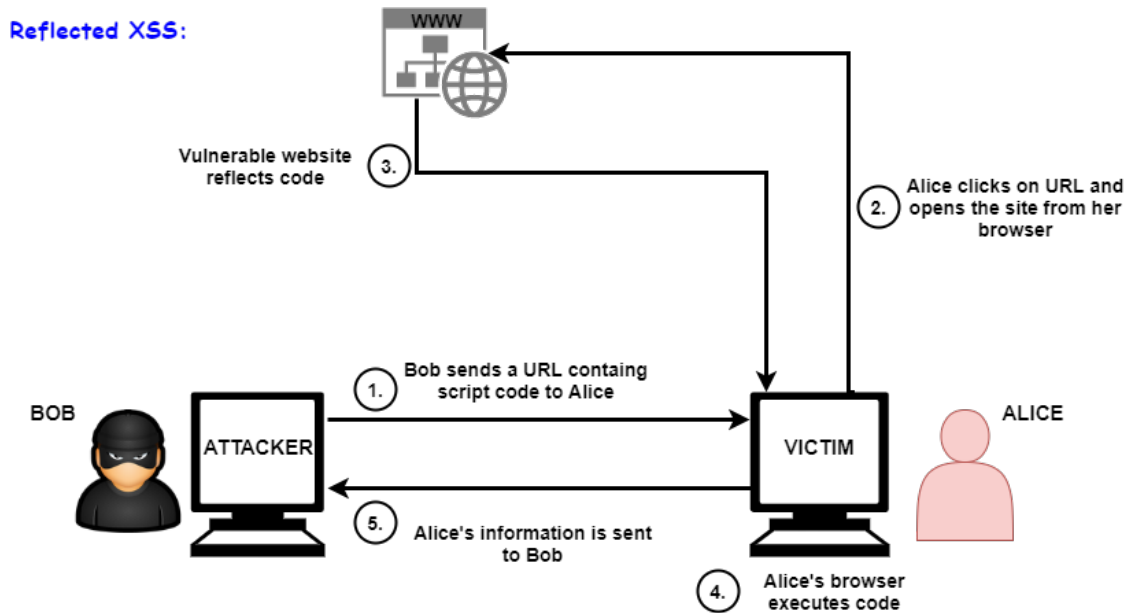 Reflected XSS:
WWW
Vulnerable website
reflects code
3.
2.
Alice clicks on URL and
opens the site from her
browser
1.
Bob sends a URL containg
script code to Alice
BOB
ATTACKER
VICTIM
ALICE
5.
Alice's information is sent
to Bob
4.
Alice's browser
executes code